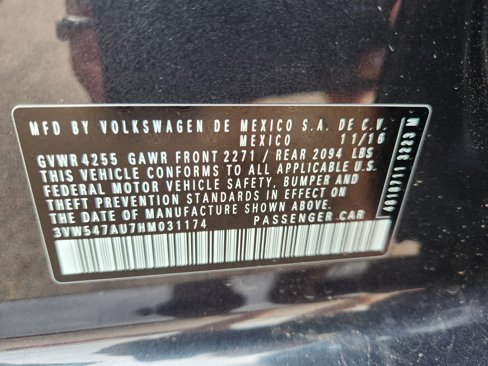 MFD BY VOLKSWAGEN DE MEXICO S.A. DE C.V.
MEXICO 11/16
GVWR4255 GAWR FRONT 2271 / REAR 2094 LBS
THIS VEHICLE CONFORMS TO ALL APPLICABLE U.S.
FEDERAL MOTOR VEHICLE SAFETY, BUMPER AND
THEFT PREVENTION STANDARDS IN EFFECT ON
THE DATE OF MANUFACTURE SHOWN ABOVE.
3VW547AU7HM031174 PASSENGER CAR
3223 M